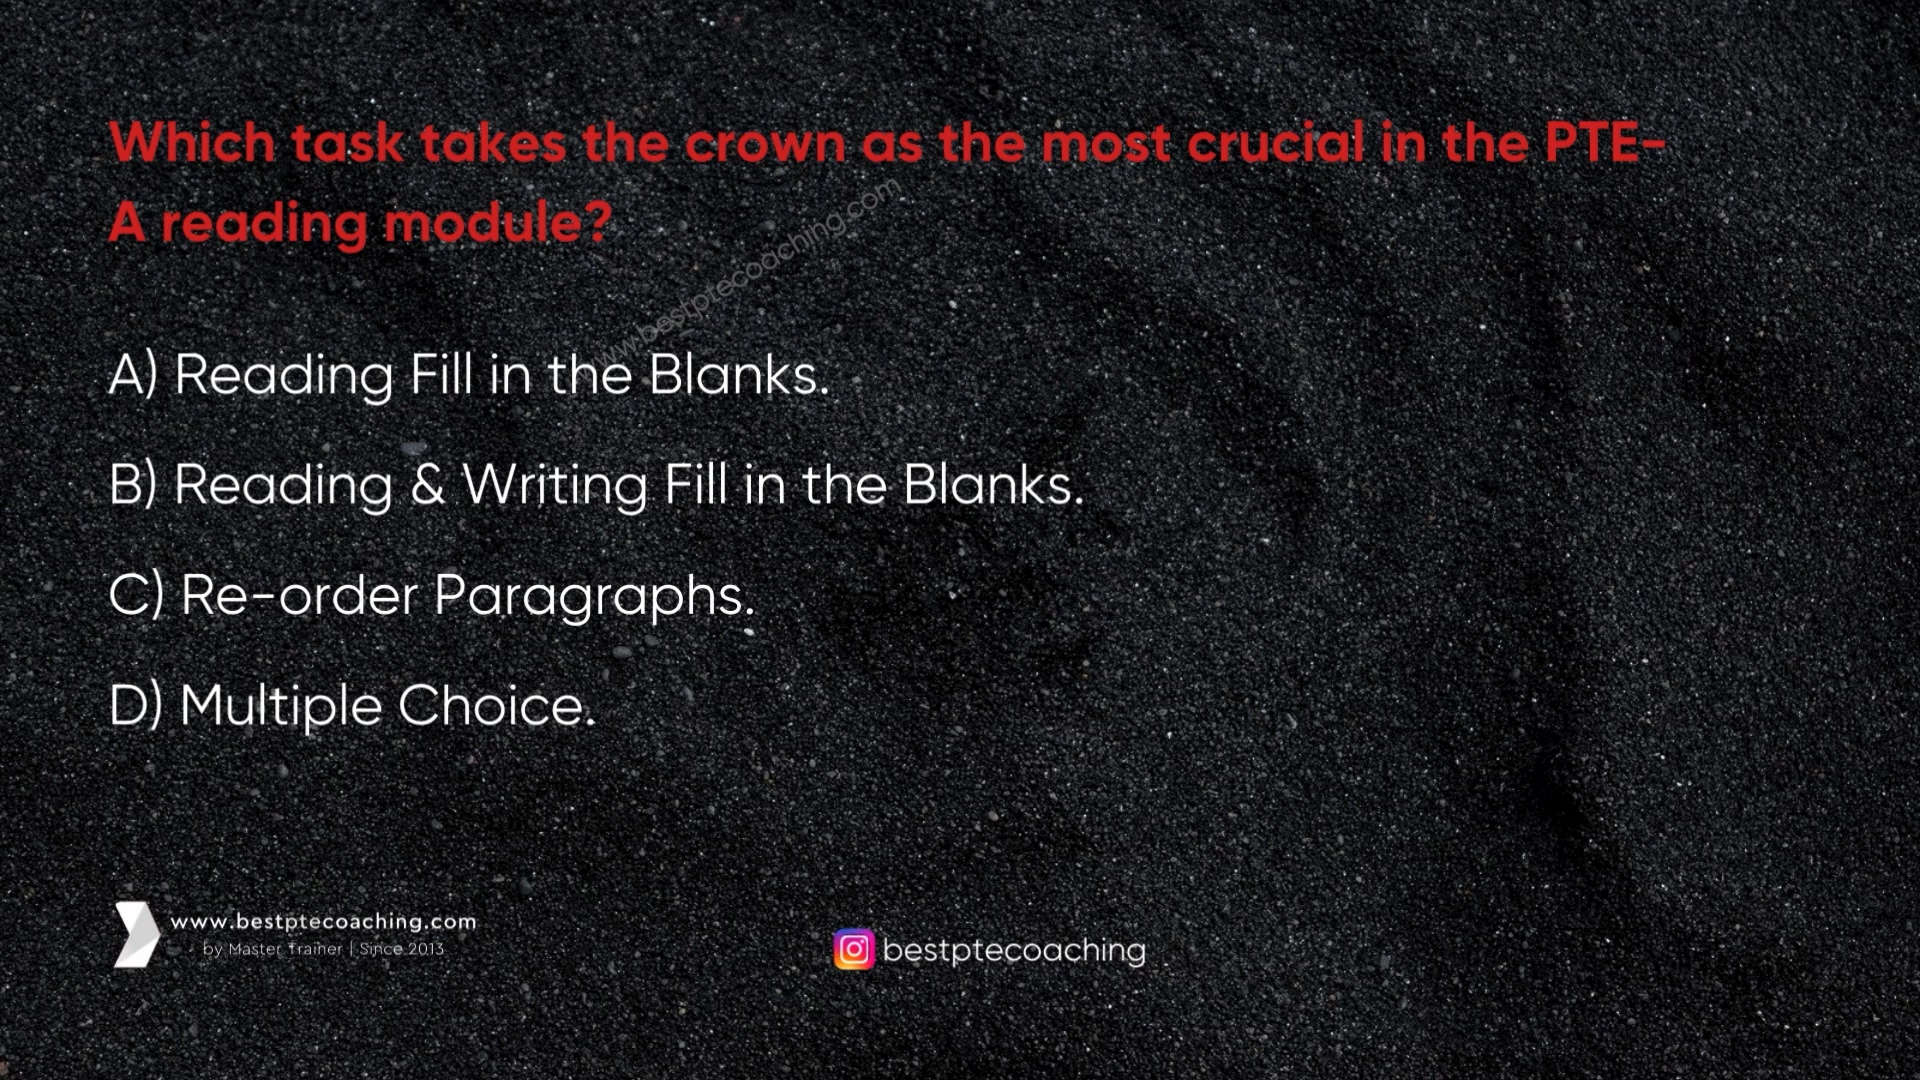 Which task takes the crown as the most crucial in the PTE-
A reading module?
www.bestptecoaching.com
A) Reading Fill in the Blanks.
B) Reading & Writing Fill in the Blanks.
C) Re-order Paragraphs.
D) Multiple Choice.
www.bestptecoaching.com
by Master Trainer | Since 2013
bestptecoaching